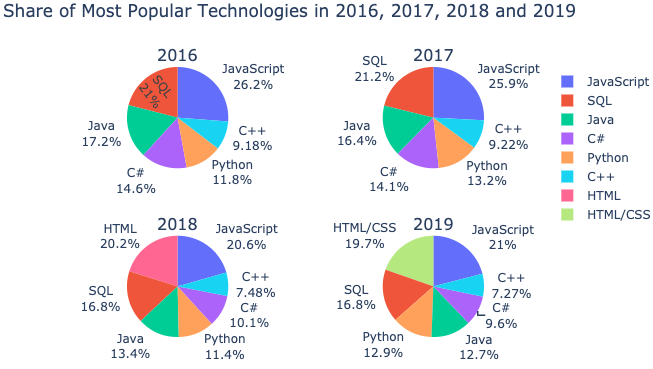 Share of Most Popular Technologies in 2016, 2017, 2018 and 2019
2016
JavaScript
26.2%
SQL
21%
Java
17.2%
C#
14.6%
Python
11.8%
C++
9.18%
2017
JavaScript
25.9%
SQL
21.2%
Java
16.4%
C#
14.1%
Python
13.2%
C++
9.22%
2018
JavaScript
20.6%
HTML
20.2%
SQL
16.8%
Java
13.4%
Python
11.4%
C#
10.1%
C++
7.48%
2019
JavaScript
21%
HTML/CSS
19.7%
SQL
16.8%
Python
12.9%
Java
12.7%
C#
9.6%
C++
7.27%
JavaScript
SQL
Java
C#
Python
C++
HTML
HTML/CSS